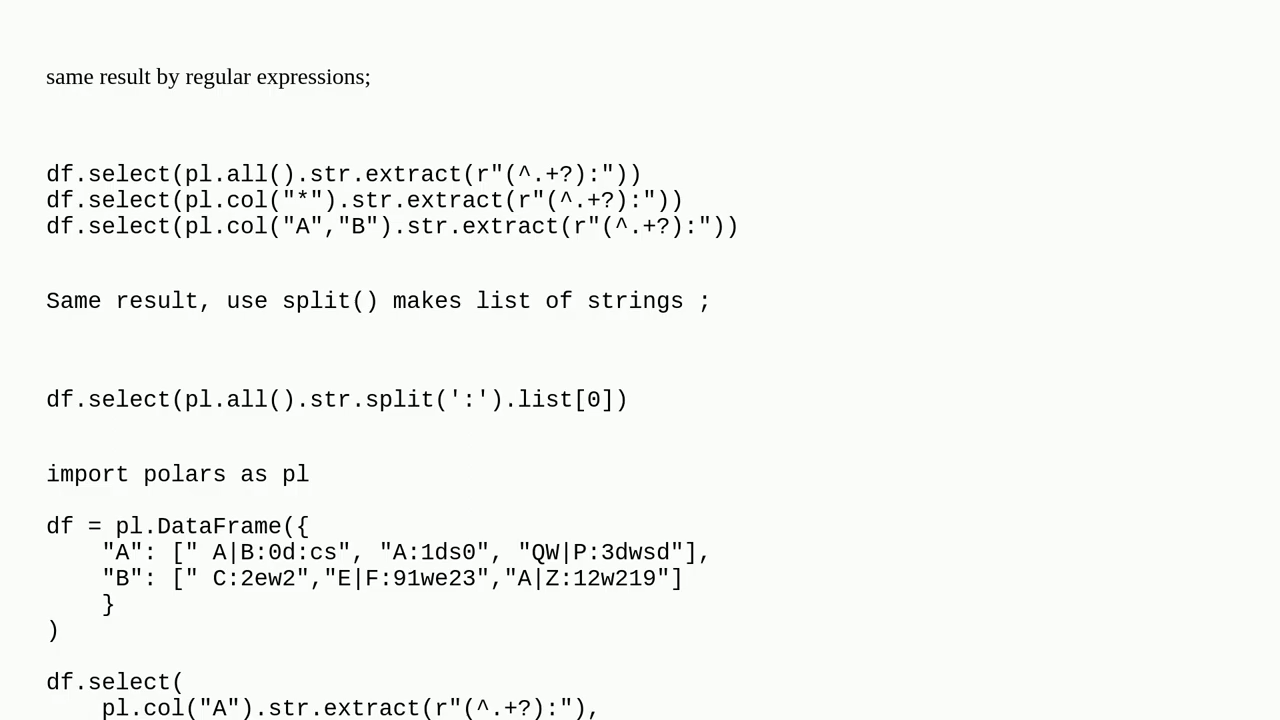 same result by regular expressions;
df.select(pl.all().str.extract(r"(^.+?):"))
df.select(pl.col("*").str.extract(r"(^.+?):"))
df.select(pl.col("A","B").str.extract(r"(^.+?):"))
Same result, use split() makes list of strings ;
df.select(pl.all().str.split(':').list[0])
import polars as pl
df = pl.DataFrame({
    "A": [" A|B:0d:cs", "A:1ds0", "QW|P:3dwsd"],
    "B": [" C:2ew2","E|F:91we23","A|Z:12w219"]
    }
)
df.select(
    pl.col("A").str.extract(r"(^.+?):"),